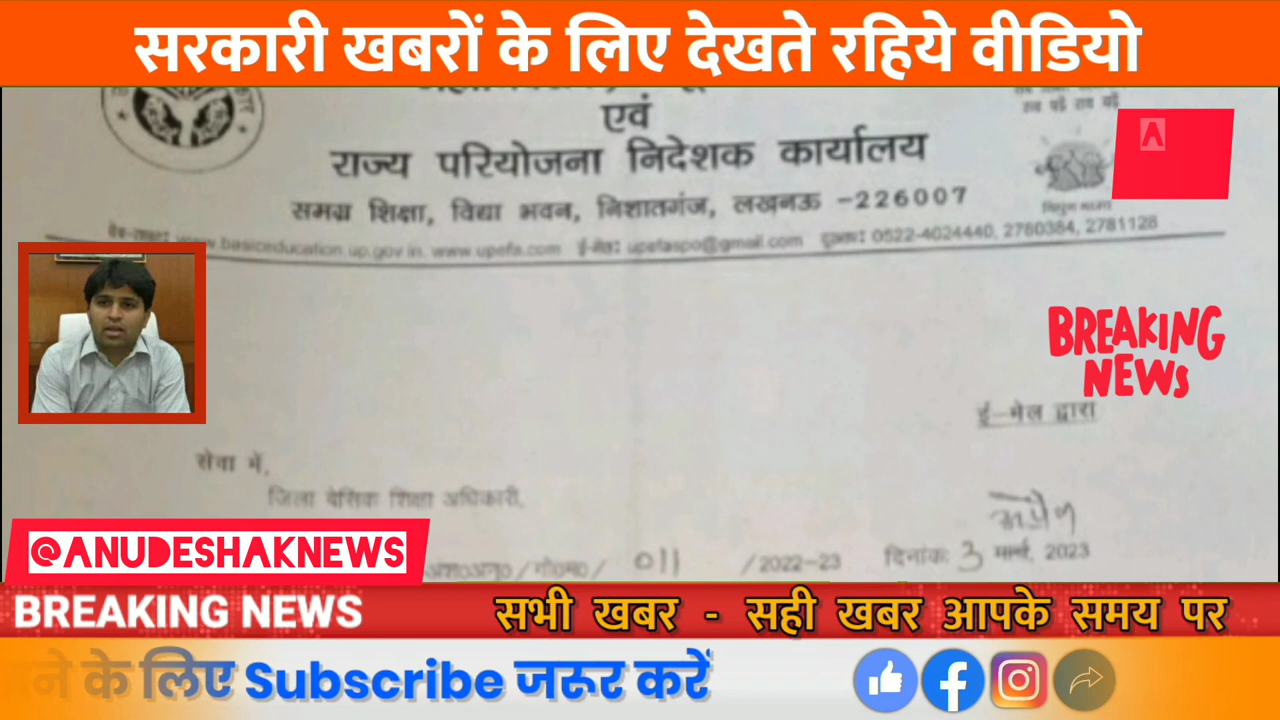 सरकारी खबरों के लिए देखते रहिये वीडियो
एवं
राज्य परियोजना निदेशक कार्यालय
समग्र शिक्षा, विद्या भवन, निशातगंज, लखनऊ -226007
www.basiceducation.up.gov.in, www.upefa.com ई-मेल: upefaspo@gmail.com दूरभाष: 0522-4024440, 2780384, 2781128
A
BREAKING
NEWS
ई-मेल द्वारा
सेवा में,
जिला बेसिक शिक्षा अधिकारी,
@ANUDESHAKNEWS
/ 011 /2022-23 दिनांक: 3 मार्च, 2023
BREAKING NEWS
सभी खबर - सही खबर आपके समय पर
के लिए Subscribe जरूर करें